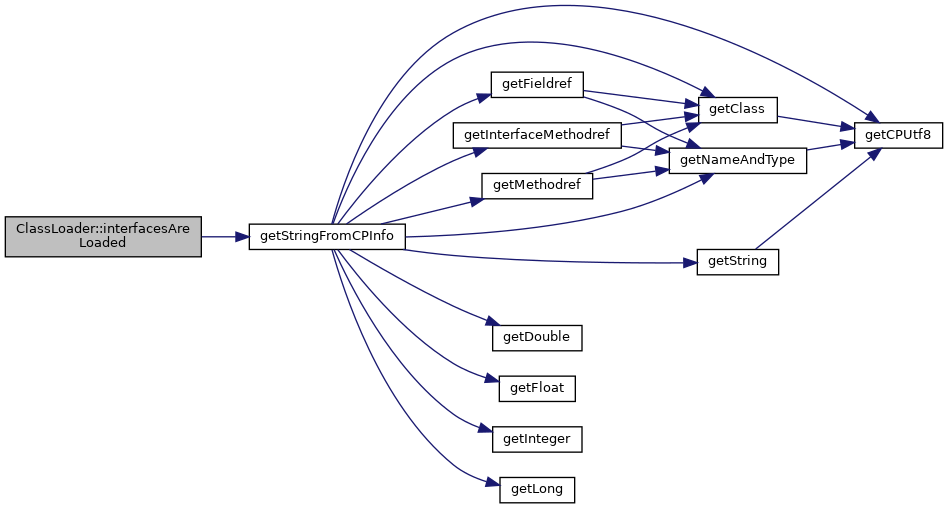 ClassLoader::interfacesAre
Loaded
getStringFromCPInfo
getFieldref
getInterfaceMethodref
getMethodref
getClass
getNameAndType
getCPUtf8
getString
getDouble
getFloat
getInteger
getLong